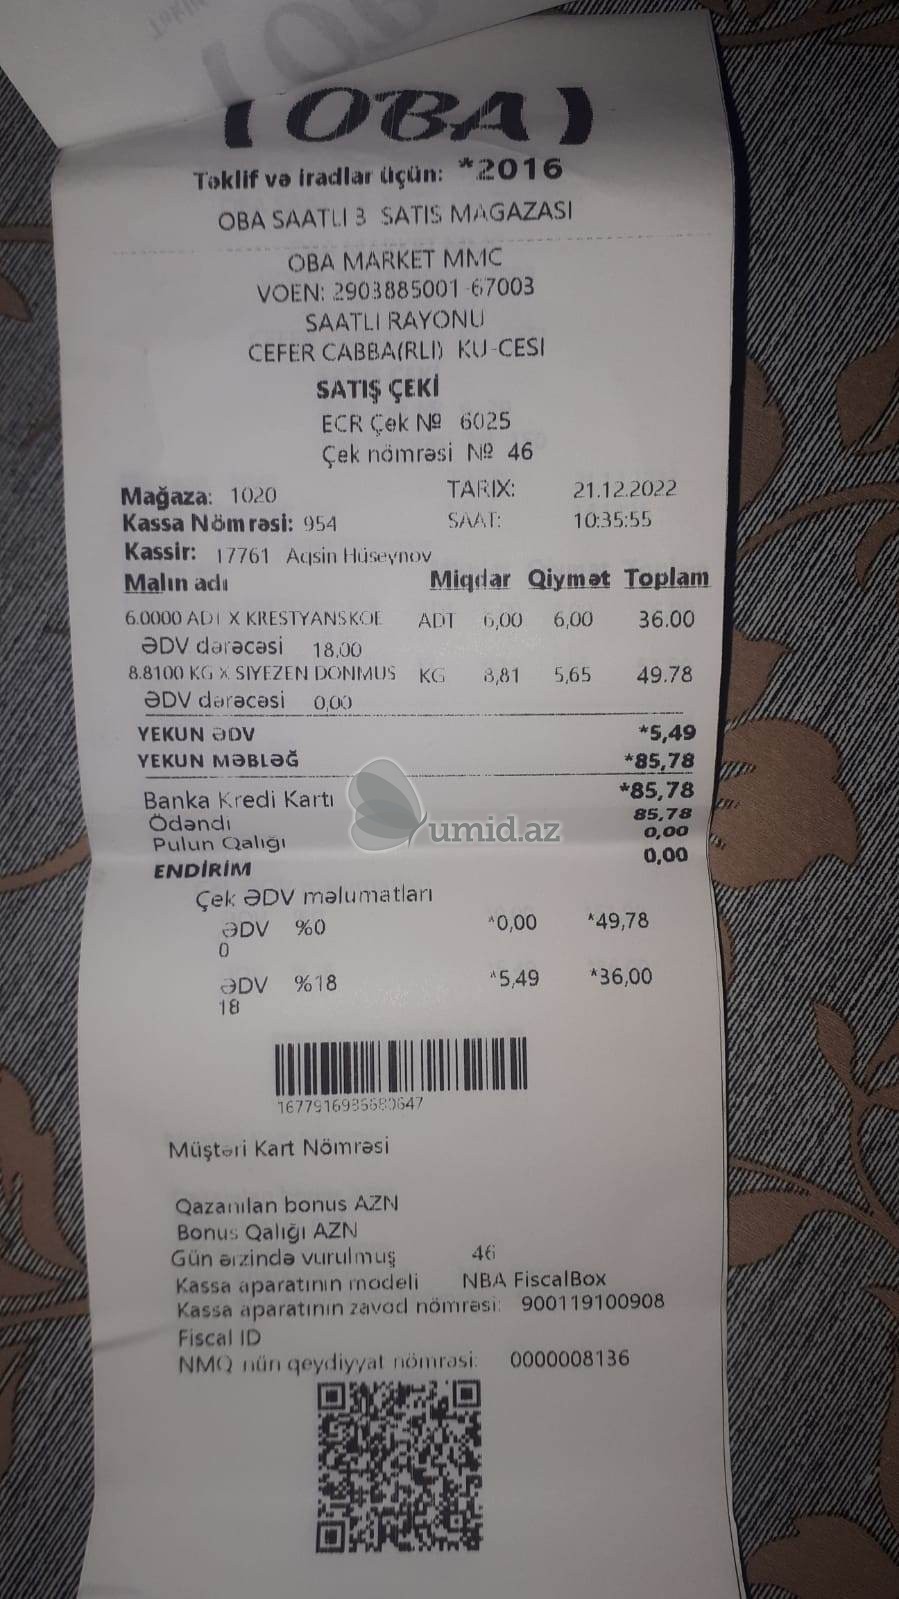 (OBA)
Təklif və iradlar üçün: *2016
OBA SAATLI 3 SATIS MAGAZASI
OBA MARKET MMC
VOEN: 2903885001-67003
SAATLI RAYONU
CEFER CABBA(RLI) KU-CESI
SATIŞ ÇEKİ
ECR Çek № 6025
Çek nömrəsi № 46
Mağaza: 1020 TARIX: 21.12.2022
Kassa Nömrəsi: 954 SAAT: 10:35:55
Kassir: 17761 Aqsin Hüseynov
Malın adı Miqdar Qiymət Toplam
6.0000 ADT X KRESTYANSKOE ADT 6,00 6,00 36.00
ƏDV dərəcəsi 18,00
8.8100 KG X SIYEZEN DONMUS KG 8,81 5,65 49.78
ƏDV dərəcəsi 0,00
YEKUN ƏDV *5,49
YEKUN MƏBLƏĞ *85,78
Banka Kredi Kartı *85,78
Ödəndi 85,78
Pulun Qalığı 0,00
ENDİRİM 0,00
umid.az
Çek ƏDV məlumatları
ƏDV %0 *0,00 *49,78
0
ƏDV %18 *5,49 *36,00
18
Müştəri Kart Nömrəsi
Qazanılan bonus AZN
Bonus Qalığı AZN
Gün ərzində vurulmuş 46
Kassa aparatının modeli NBA FiscalBox
Kassa aparatının zavod nömrəsi: 900119100908
Fiscal ID
NMQ nün qeydiyyat nömrəsi: 0000008136